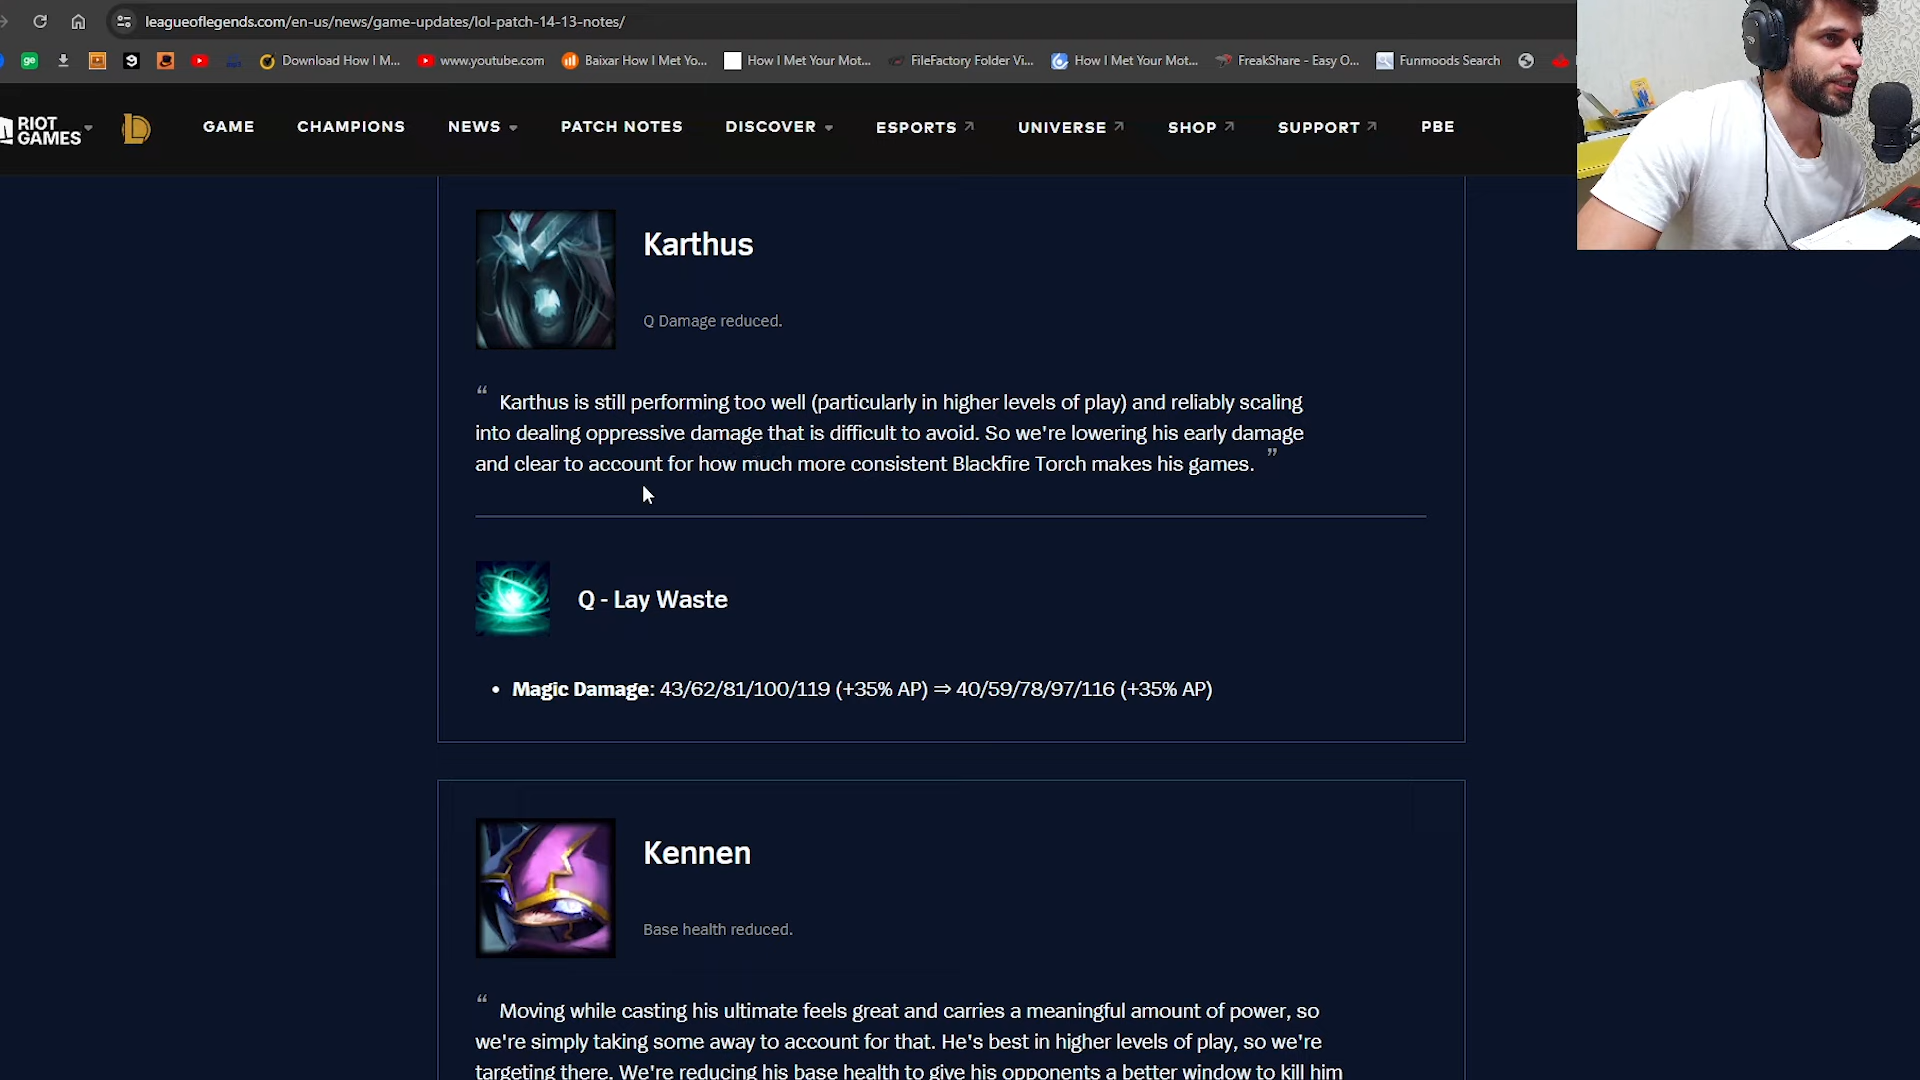 leagueoflegends.com/en-us/news/game-updates/lol-patch-14-13-notes/
ge
9
Download How I M...
www.youtube.com
Baixar How I Met Yo...
How I Met Your Mot...
FileFactory Folder Vi...
How I Met Your Mot...
FreakShare - Easy O...
Funmoods Search
RIOT GAMES
GAME
CHAMPIONS
NEWS
PATCH NOTES
DISCOVER
ESPORTS
UNIVERSE
SHOP
SUPPORT
PBE
Karthus
Q Damage reduced.
“ Karthus is still performing too well (particularly in higher levels of play) and reliably scaling
into dealing oppressive damage that is difficult to avoid. So we're lowering his early damage
and clear to account for how much more consistent Blackfire Torch makes his games. ”
Q - Lay Waste
• Magic Damage: 43/62/81/100/119 (+35% AP) ⇒ 40/59/78/97/116 (+35% AP)
Kennen
Base health reduced.
“ Moving while casting his ultimate feels great and carries a meaningful amount of power, so
we're simply taking some away to account for that. He's best in higher levels of play, so we're
targeting there. We're reducing his base health to give his opponents a better window to kill him